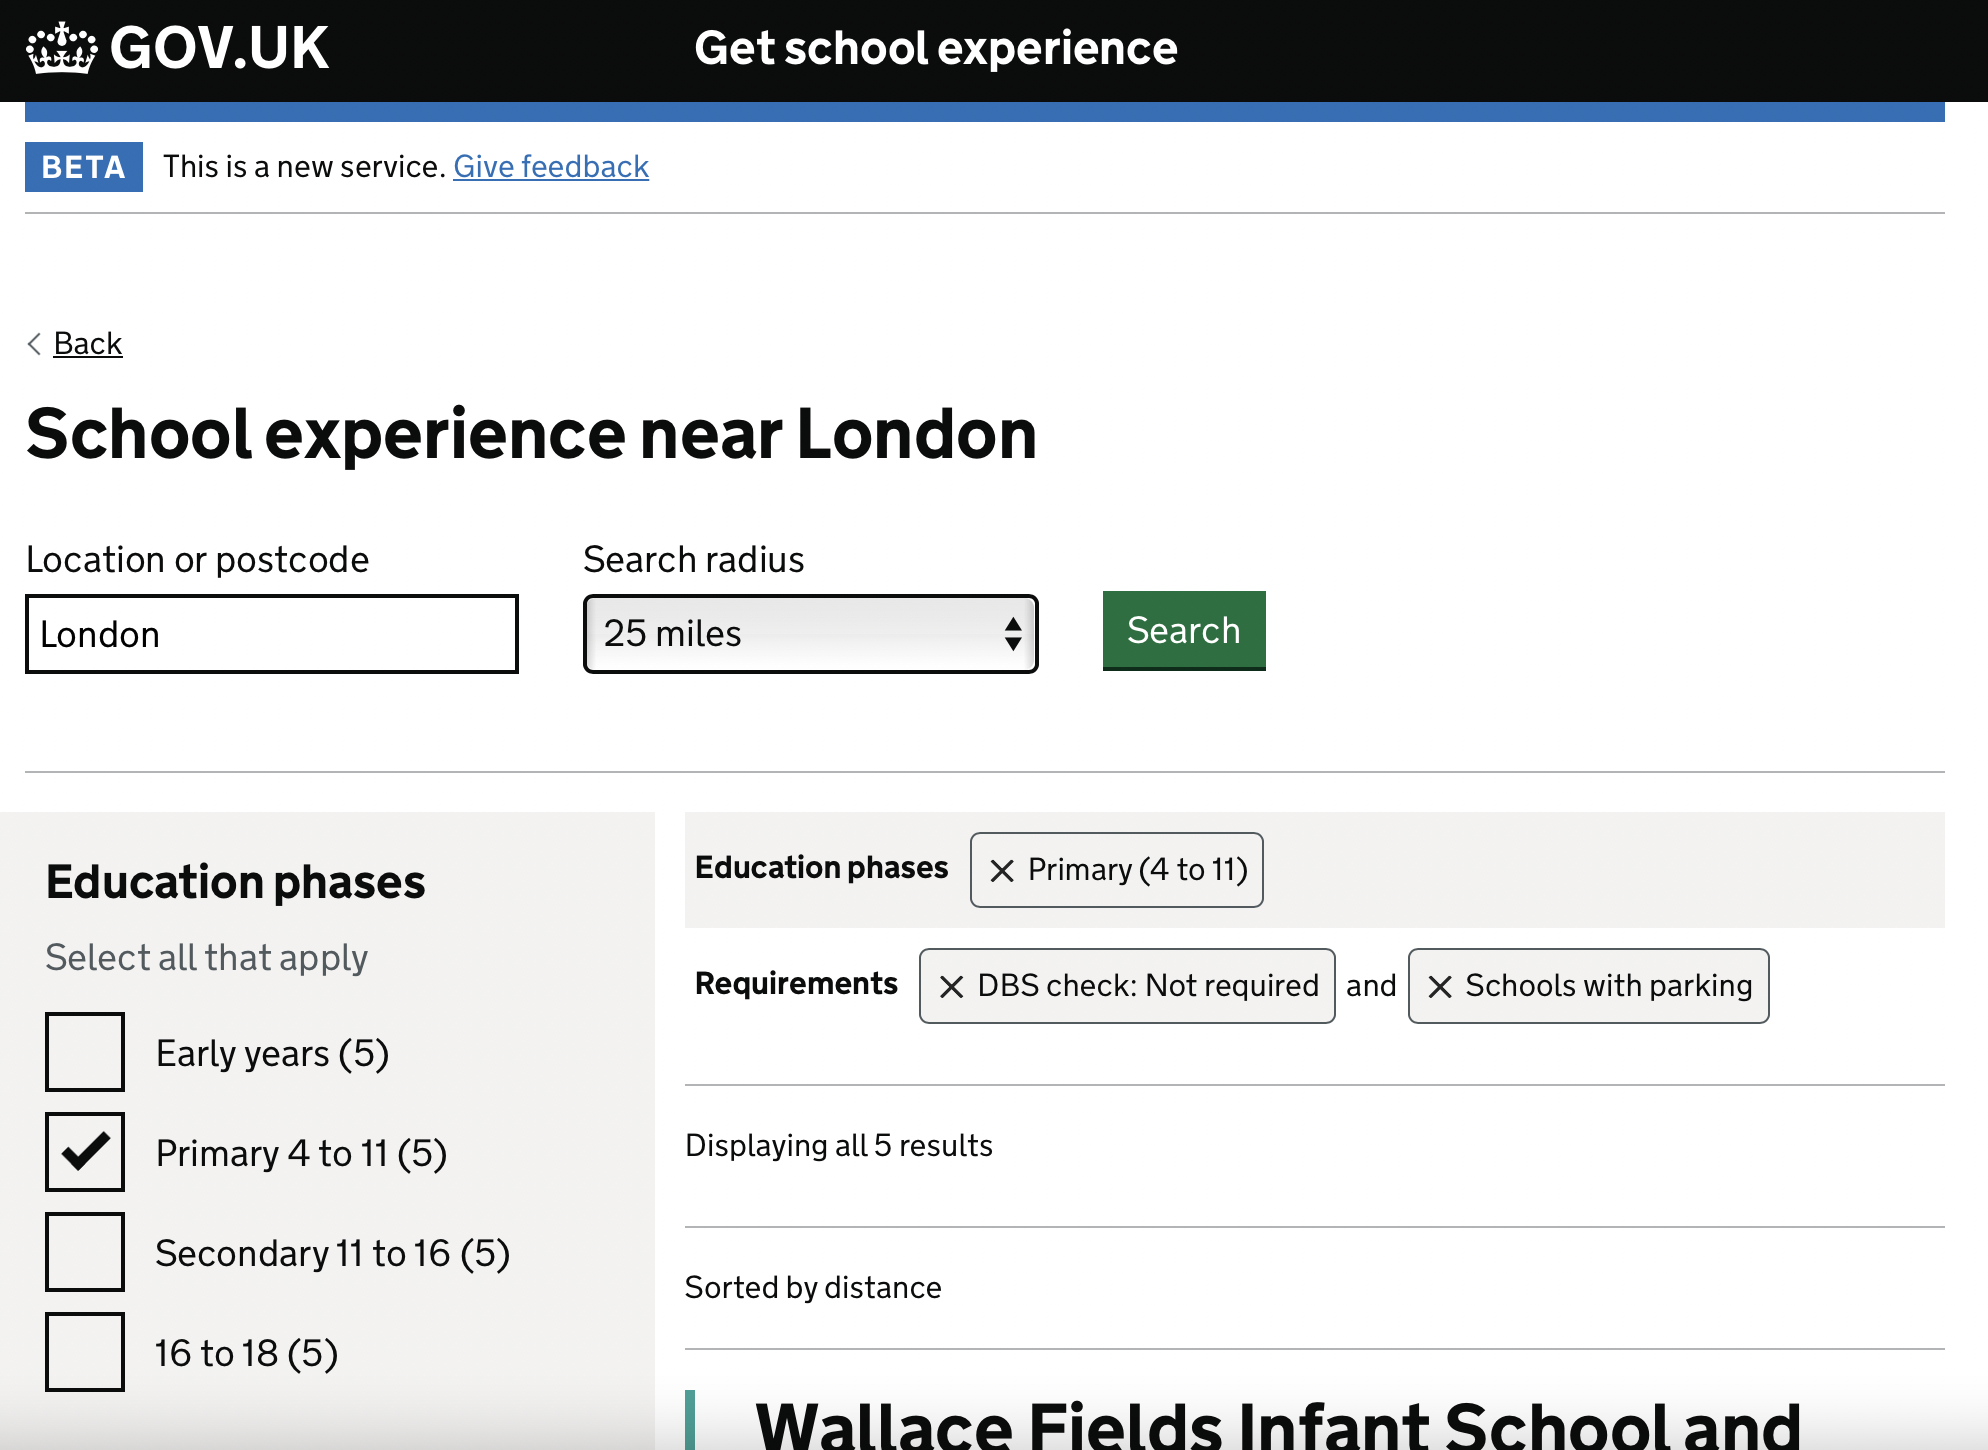 GOV.UK
Get school experience
BETA This is a new service. Give feedback
Back
School experience near London
Location or postcode
London
Search radius
25 miles
Search
Education phases
Select all that apply
Early years (5)
Primary 4 to 11 (5)
Secondary 11 to 16 (5)
16 to 18 (5)
Education phases Primary (4 to 11)
Requirements DBS check: Not required and Schools with parking
Displaying all 5 results
Sorted by distance
Wallace Fields Infant School and